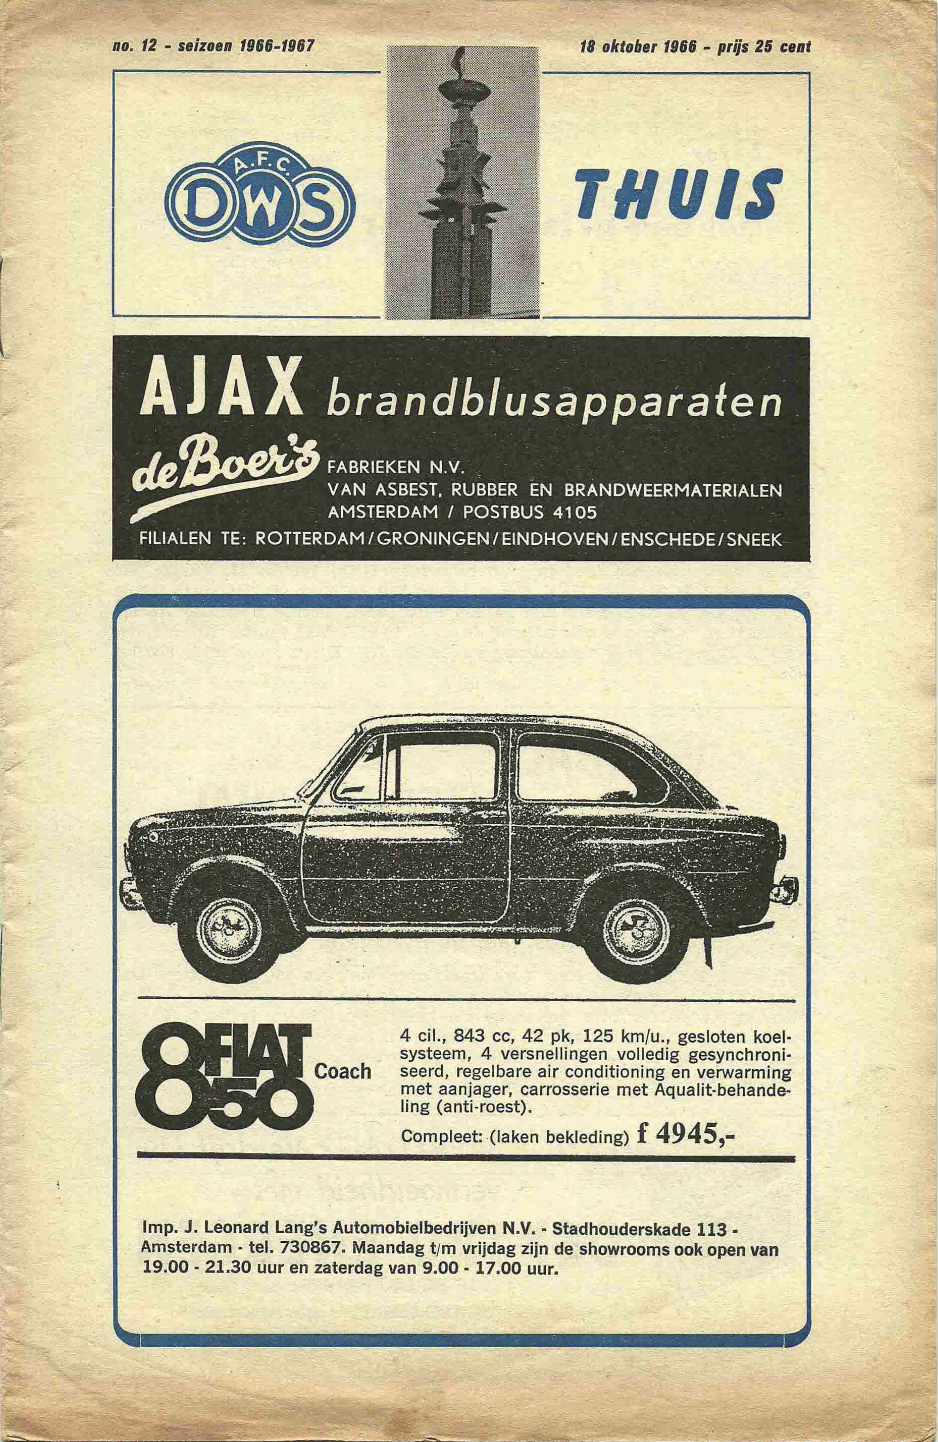 no. 12 - seizoen 1966-1967
18 oktober 1966 - prijs 25 cent
A.F.C.
DWS
THUIS
AJAX brandblusapparaten
de Boer's FABRIEKEN N.V.
VAN ASBEST, RUBBER EN BRANDWEERMATERIALEN
AMSTERDAM / POSTBUS 4105
FILIALEN TE: ROTTERDAM/GRONINGEN/EINDHOVEN/ENSCHEDE/SNEEK
FIAT
850
Coach
4 cil., 843 cc, 42 pk, 125 km/u., gesloten koel-
systeem, 4 versnellingen volledig gesynchroni-
seerd, regelbare air conditioning en verwarming
met aanjager, carrosserie met Aqualit-behande-
ling (anti-roest).
Compleet: (laken bekleding) f 4945,-
Imp. J. Leonard Lang's Automobielbedrijven N.V. - Stadhouderskade 113 -
Amsterdam - tel. 730867. Maandag t/m vrijdag zijn de showrooms ook open van
19.00 - 21.30 uur en zaterdag van 9.00 - 17.00 uur.